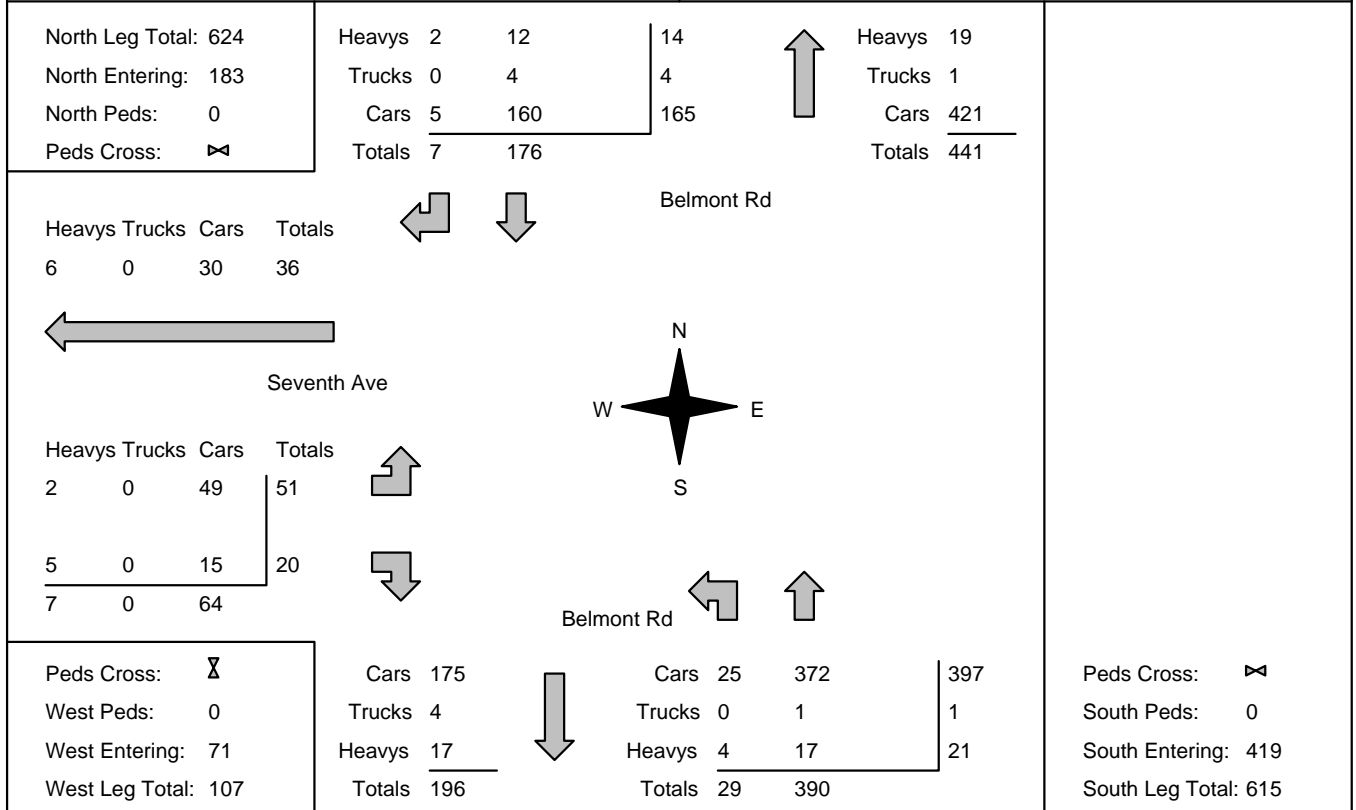 North Leg Total: 624
North Entering: 183
North Peds: 0
Peds Cross:
Heavys 2 12 14
Trucks 0 4 4
Cars 5 160 165
Totals 7 176
Heavys 19
Trucks 1
Cars 421
Totals 441
Belmont Rd
Heavys Trucks Cars Totals
6 0 30 36
Seventh Ave
N
W E
S
Heavys Trucks Cars Totals
2 0 49 51
5 0 15 20
7 0 64
Belmont Rd
Peds Cross:
West Peds: 0
West Entering: 71
West Leg Total: 107
Cars 175
Trucks 4
Heavys 17
Totals 196
Cars 25 372 397
Trucks 0 1 1
Heavys 4 17 21
Totals 29 390
Peds Cross:
South Peds: 0
South Entering: 419
South Leg Total: 615